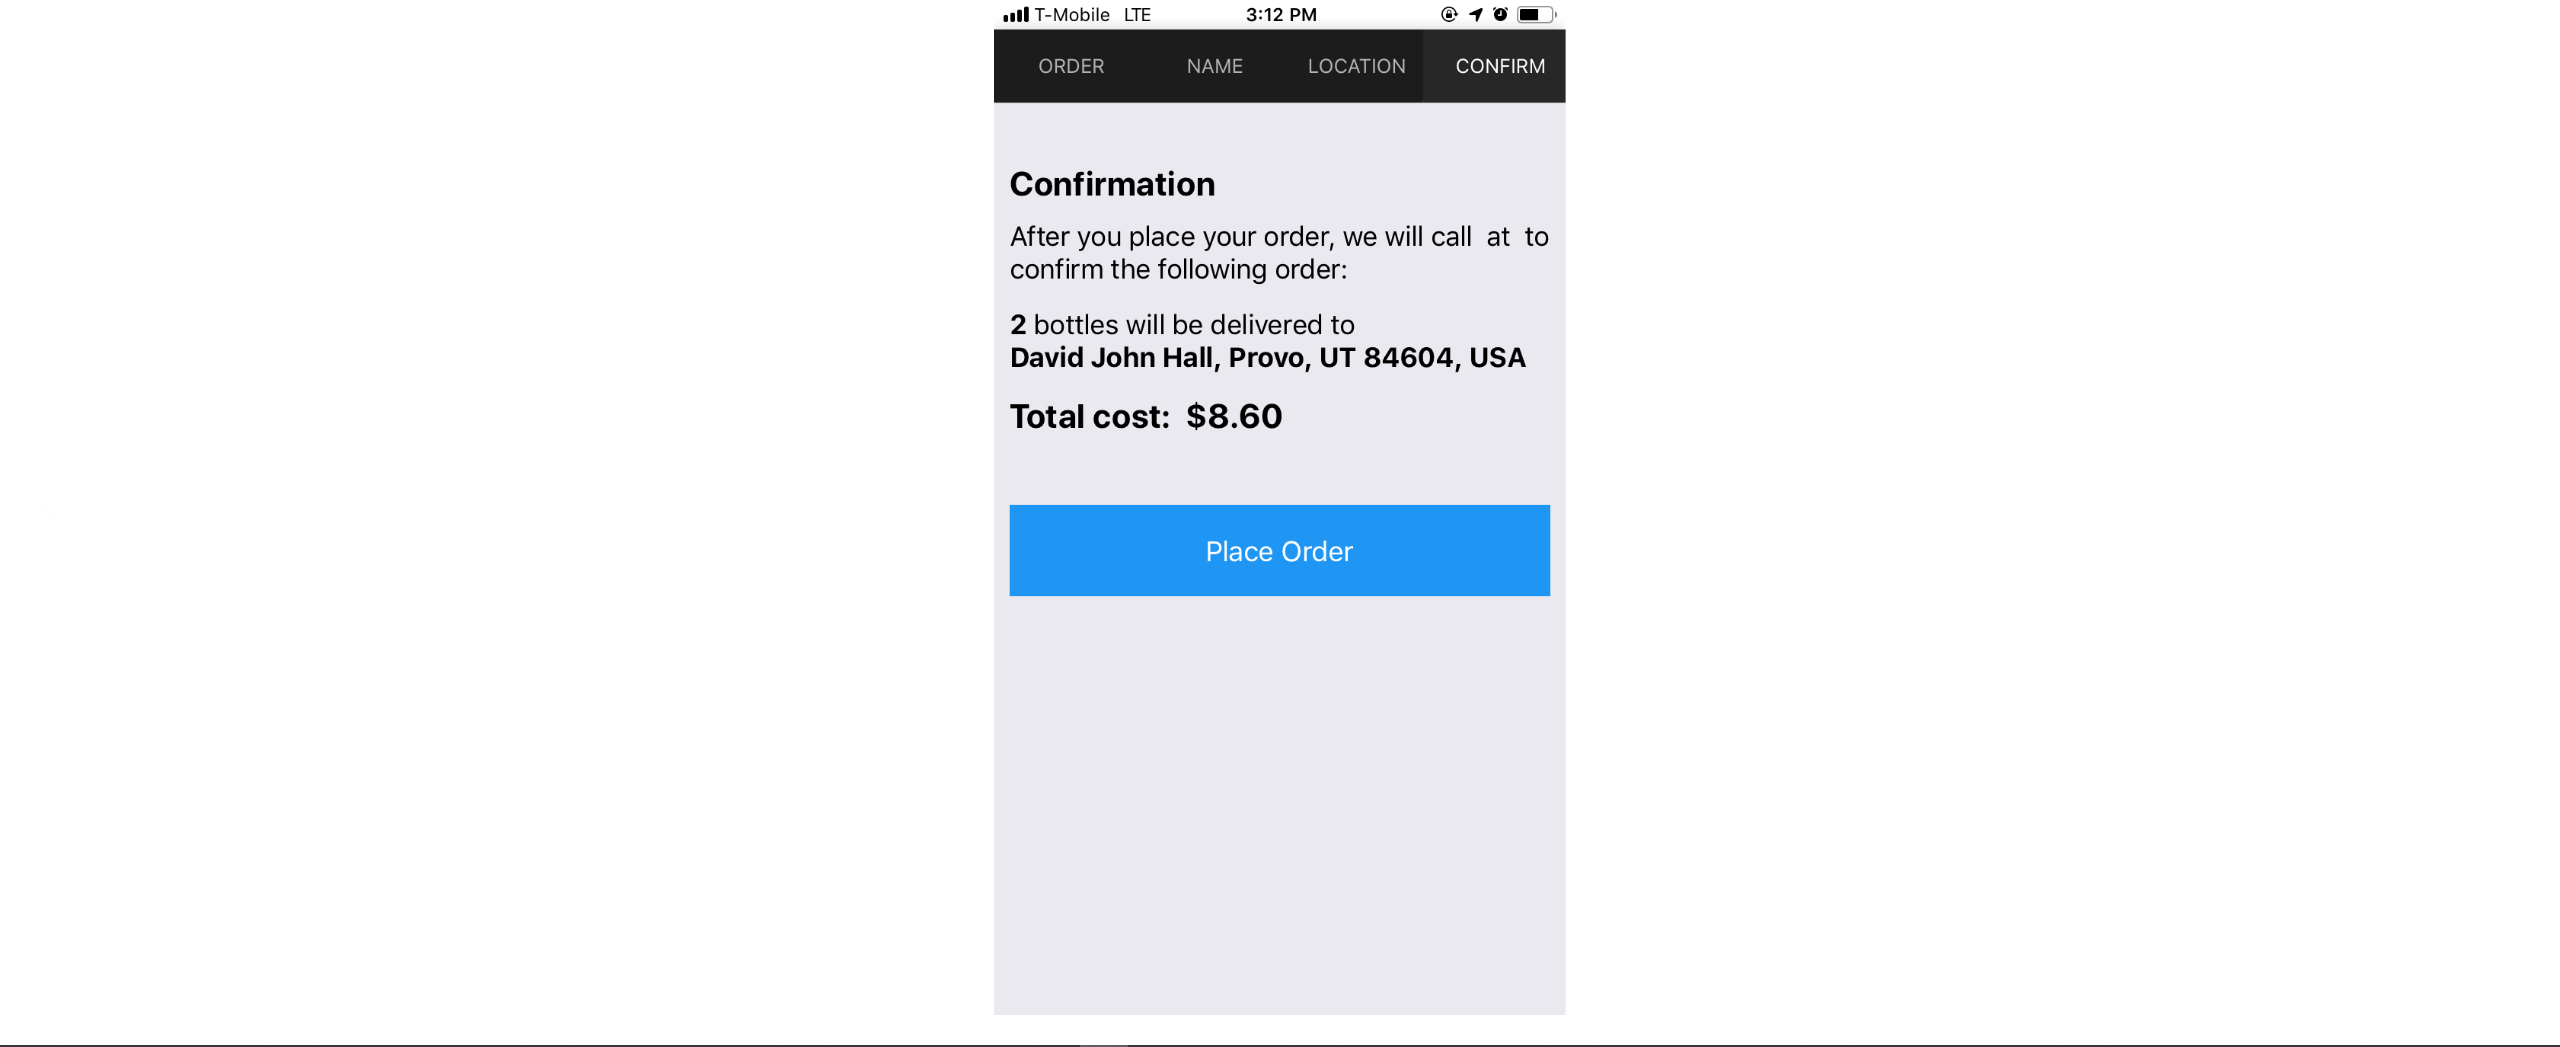 T-Mobile LTE 3:12 PM
ORDER NAME LOCATION CONFIRM
Confirmation
After you place your order, we will call  at  to
confirm the following order:
2 bottles will be delivered to
David John Hall, Provo, UT 84604, USA
Total cost:  $8.60
Place Order